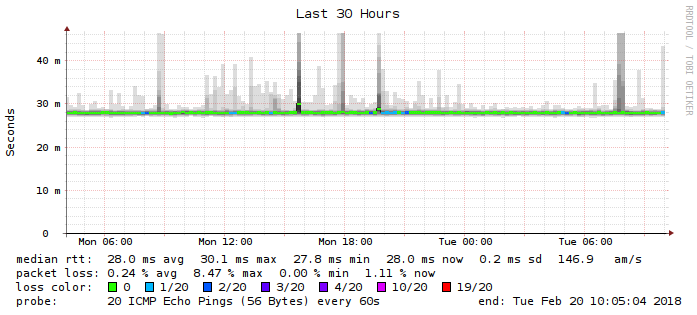 Last 30 Hours
RRDTOOL / TOBI OETIKER
Seconds
40 m
30 m
20 m
10 m
0
Mon 06:00 Mon 12:00 Mon 18:00 Tue 00:00 Tue 06:00
median rtt: 28.0 ms avg 30.1 ms max 27.8 ms min 28.0 ms now 0.2 ms sd 146.9 am/s
packet loss: 0.24 % avg 8.47 % max 0.00 % min 1.11 % now
loss color: 0 1/20 2/20 3/20 4/20 10/20 19/20
probe: 20 ICMP Echo Pings (56 Bytes) every 60s end: Tue Feb 20 10:05:04 2018